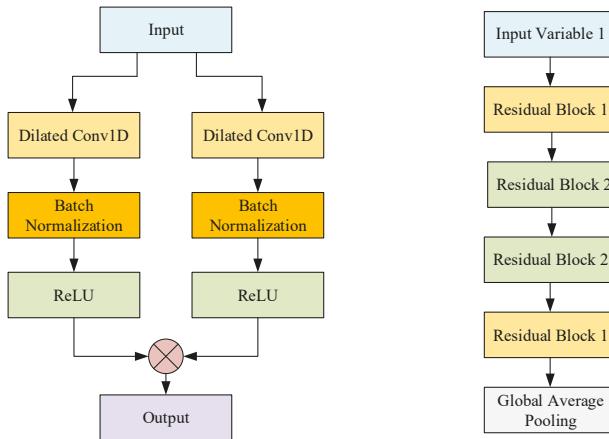 Input
Dilated Conv1D
Dilated Conv1D
Batch
Normalization
Batch
Normalization
ReLU
ReLU
Output
Input Variable 1
Residual Block 1
Residual Block 2
Residual Block 2
Residual Block 1
Global Average
Pooling